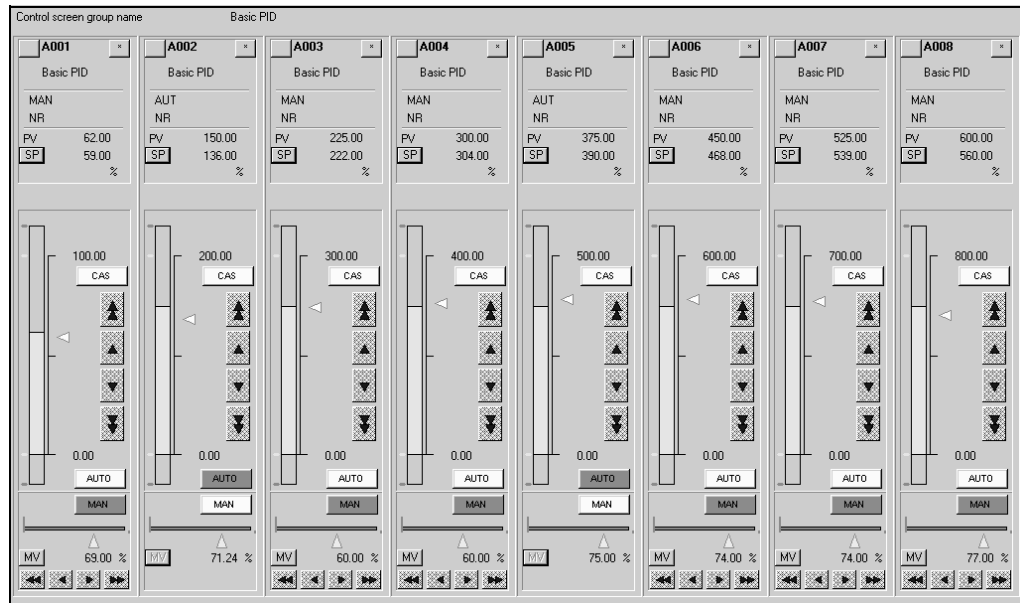 Control screen group name Basic PID
A001 × A002 × A003 × A004 × A005 × A006 × A007 × A008 ×
Basic PID Basic PID Basic PID Basic PID Basic PID Basic PID Basic PID Basic PID
MAN AUT MAN MAN AUT MAN MAN MAN
NR NR NR NR NR NR NR NR
PV 62.00 PV 150.00 PV 225.00 PV 300.00 PV 375.00 PV 450.00 PV 525.00 PV 600.00
SP 59.00 SP 136.00 SP 222.00 SP 304.00 SP 390.00 SP 468.00 SP 539.00 SP 560.00
% % % % % % % %
100.00 200.00 300.00 400.00 500.00 600.00 700.00 800.00
CAS CAS CAS CAS CAS CAS CAS CAS
0.00 0.00 0.00 0.00 0.00 0.00 0.00 0.00
AUTO AUTO AUTO AUTO AUTO AUTO AUTO AUTO
MAN MAN MAN MAN MAN MAN MAN MAN
MV 69.00 % MV 71.24 % MV 60.00 % MV 60.00 % MV 75.00 % MV 74.00 % MV 74.00 % MV 77.00 %